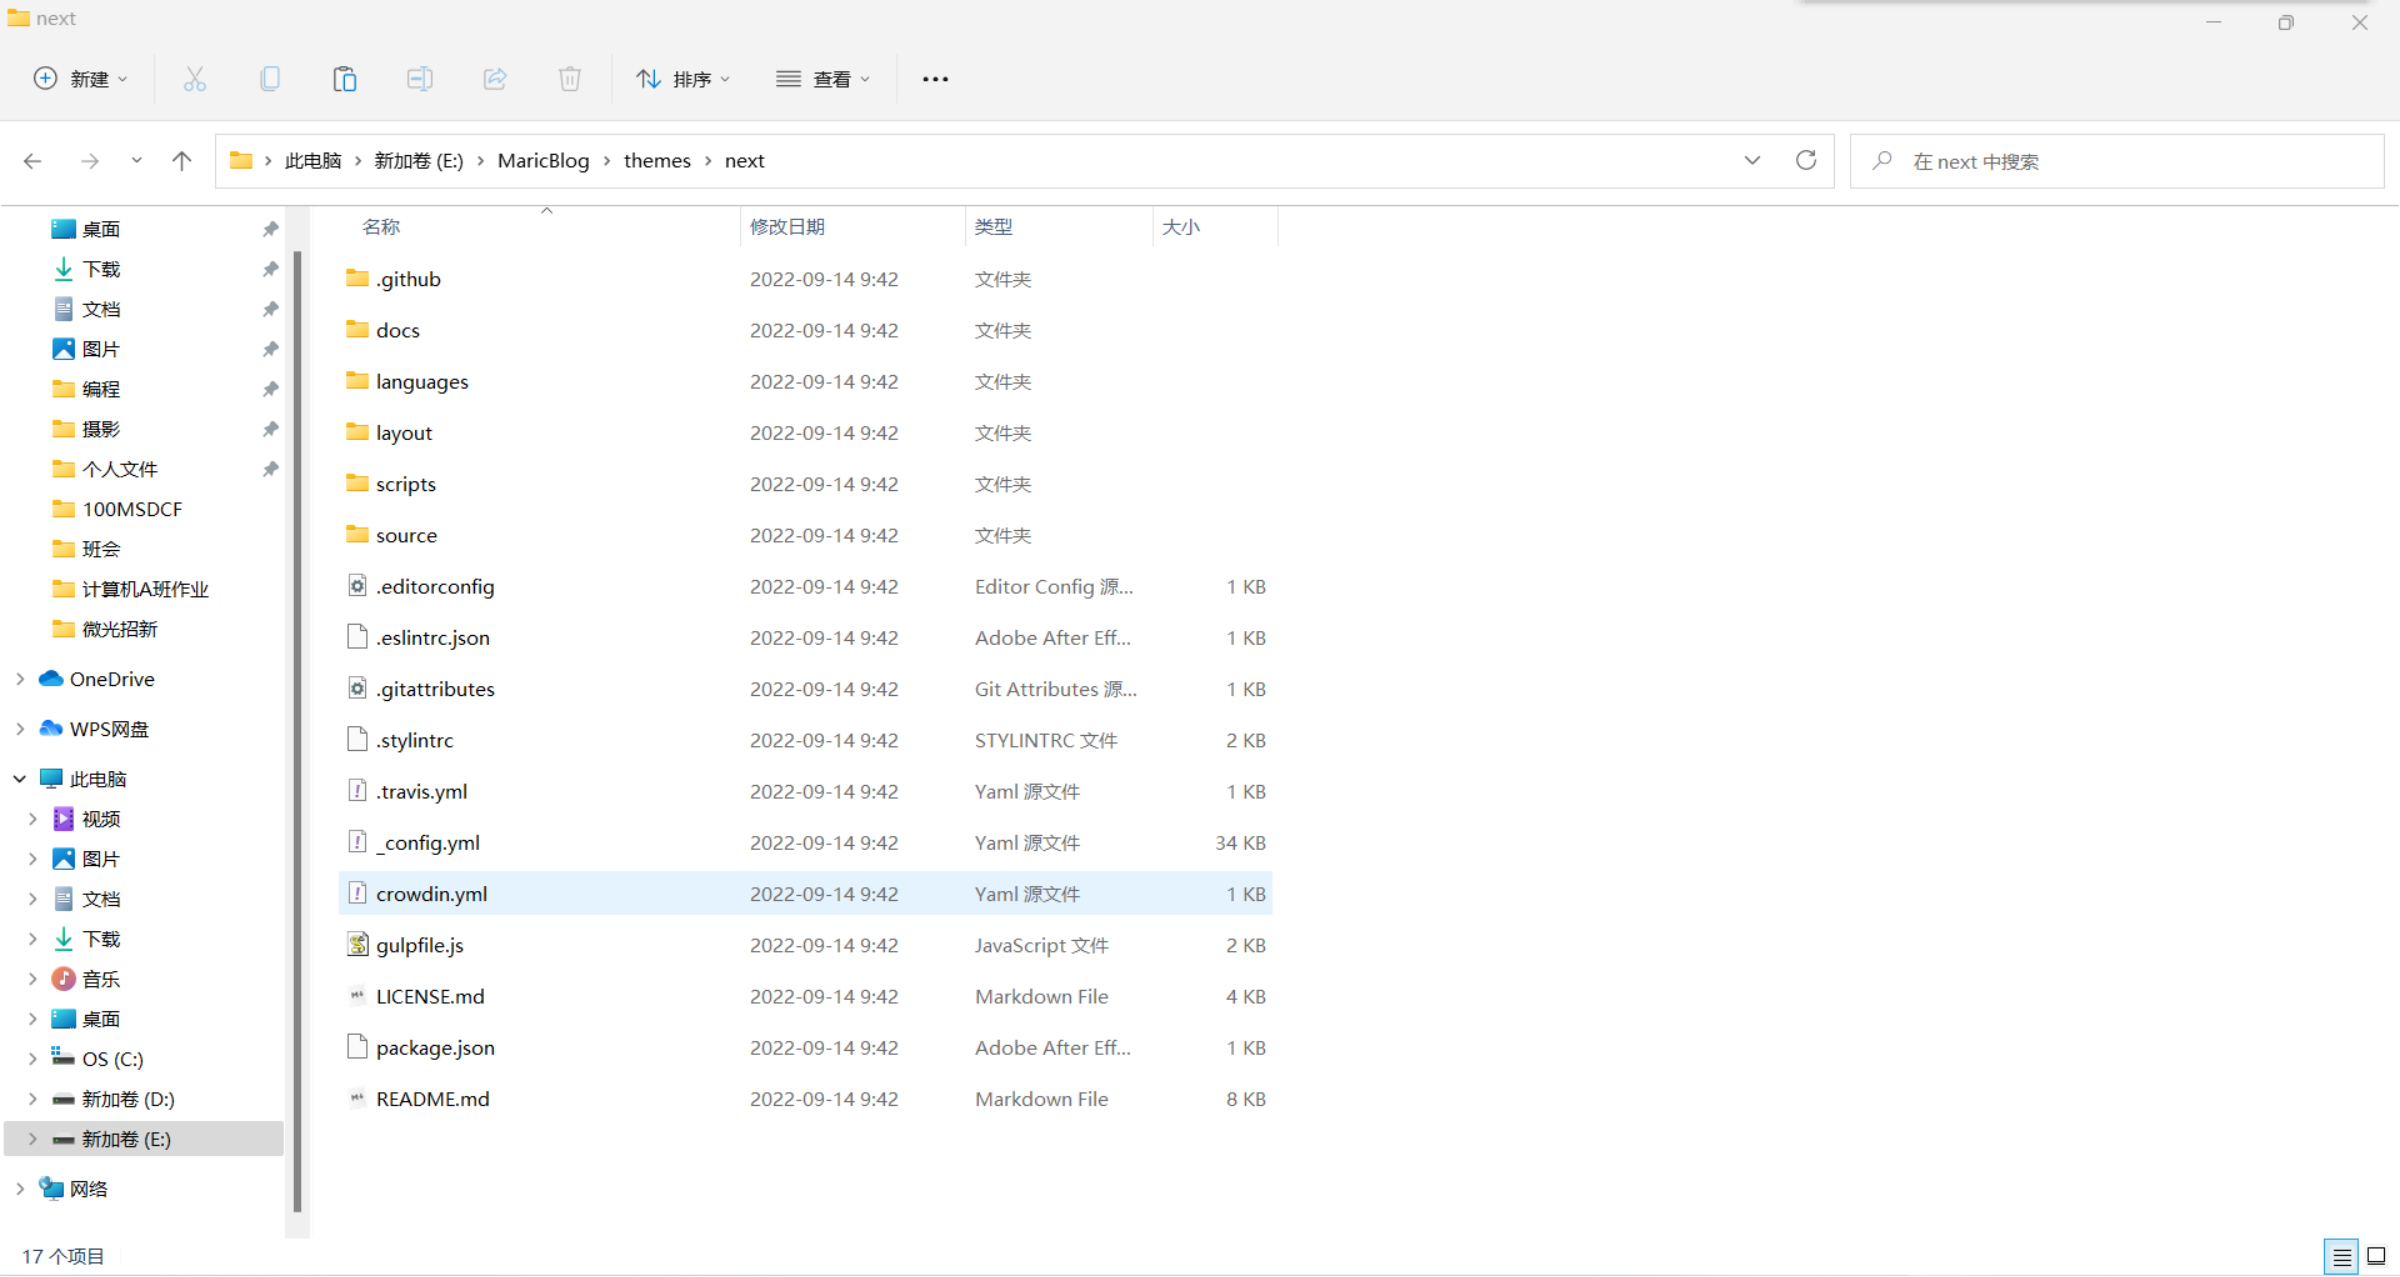 next
新建
排序
查看
此电脑 新加卷 (E:) MaricBlog themes next
在 next 中搜索
桌面
下载
文档
图片
编程
摄影
个人文件
100MSDCF
班会
计算机A班作业
微光招新
OneDrive
WPS网盘
此电脑
视频
图片
文档
下载
音乐
桌面
OS (C:)
新加卷 (D:)
新加卷 (E:)
网络
名称 修改日期 类型 大小
.github 2022-09-14 9:42 文件夹
docs 2022-09-14 9:42 文件夹
languages 2022-09-14 9:42 文件夹
layout 2022-09-14 9:42 文件夹
scripts 2022-09-14 9:42 文件夹
source 2022-09-14 9:42 文件夹
.editorconfig 2022-09-14 9:42 Editor Config 源... 1 KB
.eslintrc.json 2022-09-14 9:42 Adobe After Eff... 1 KB
.gitattributes 2022-09-14 9:42 Git Attributes 源... 1 KB
.stylintrc 2022-09-14 9:42 STYLINTRC 文件 2 KB
.travis.yml 2022-09-14 9:42 Yaml 源文件 1 KB
_config.yml 2022-09-14 9:42 Yaml 源文件 34 KB
crowdin.yml 2022-09-14 9:42 Yaml 源文件 1 KB
gulpfile.js 2022-09-14 9:42 JavaScript 文件 2 KB
LICENSE.md 2022-09-14 9:42 Markdown File 4 KB
package.json 2022-09-14 9:42 Adobe After Eff... 1 KB
README.md 2022-09-14 9:42 Markdown File 8 KB
17 个项目